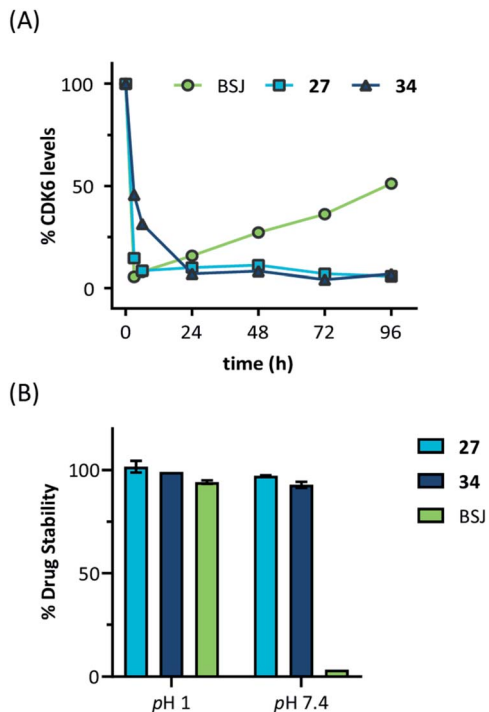 (A)
BSJ 27 34
100
50
0
% CDK6 levels
0 24 48 72 96
time (h)
(B)
27
34
BSJ
100
50
0
% Drug Stability
pH 1 pH 7.4